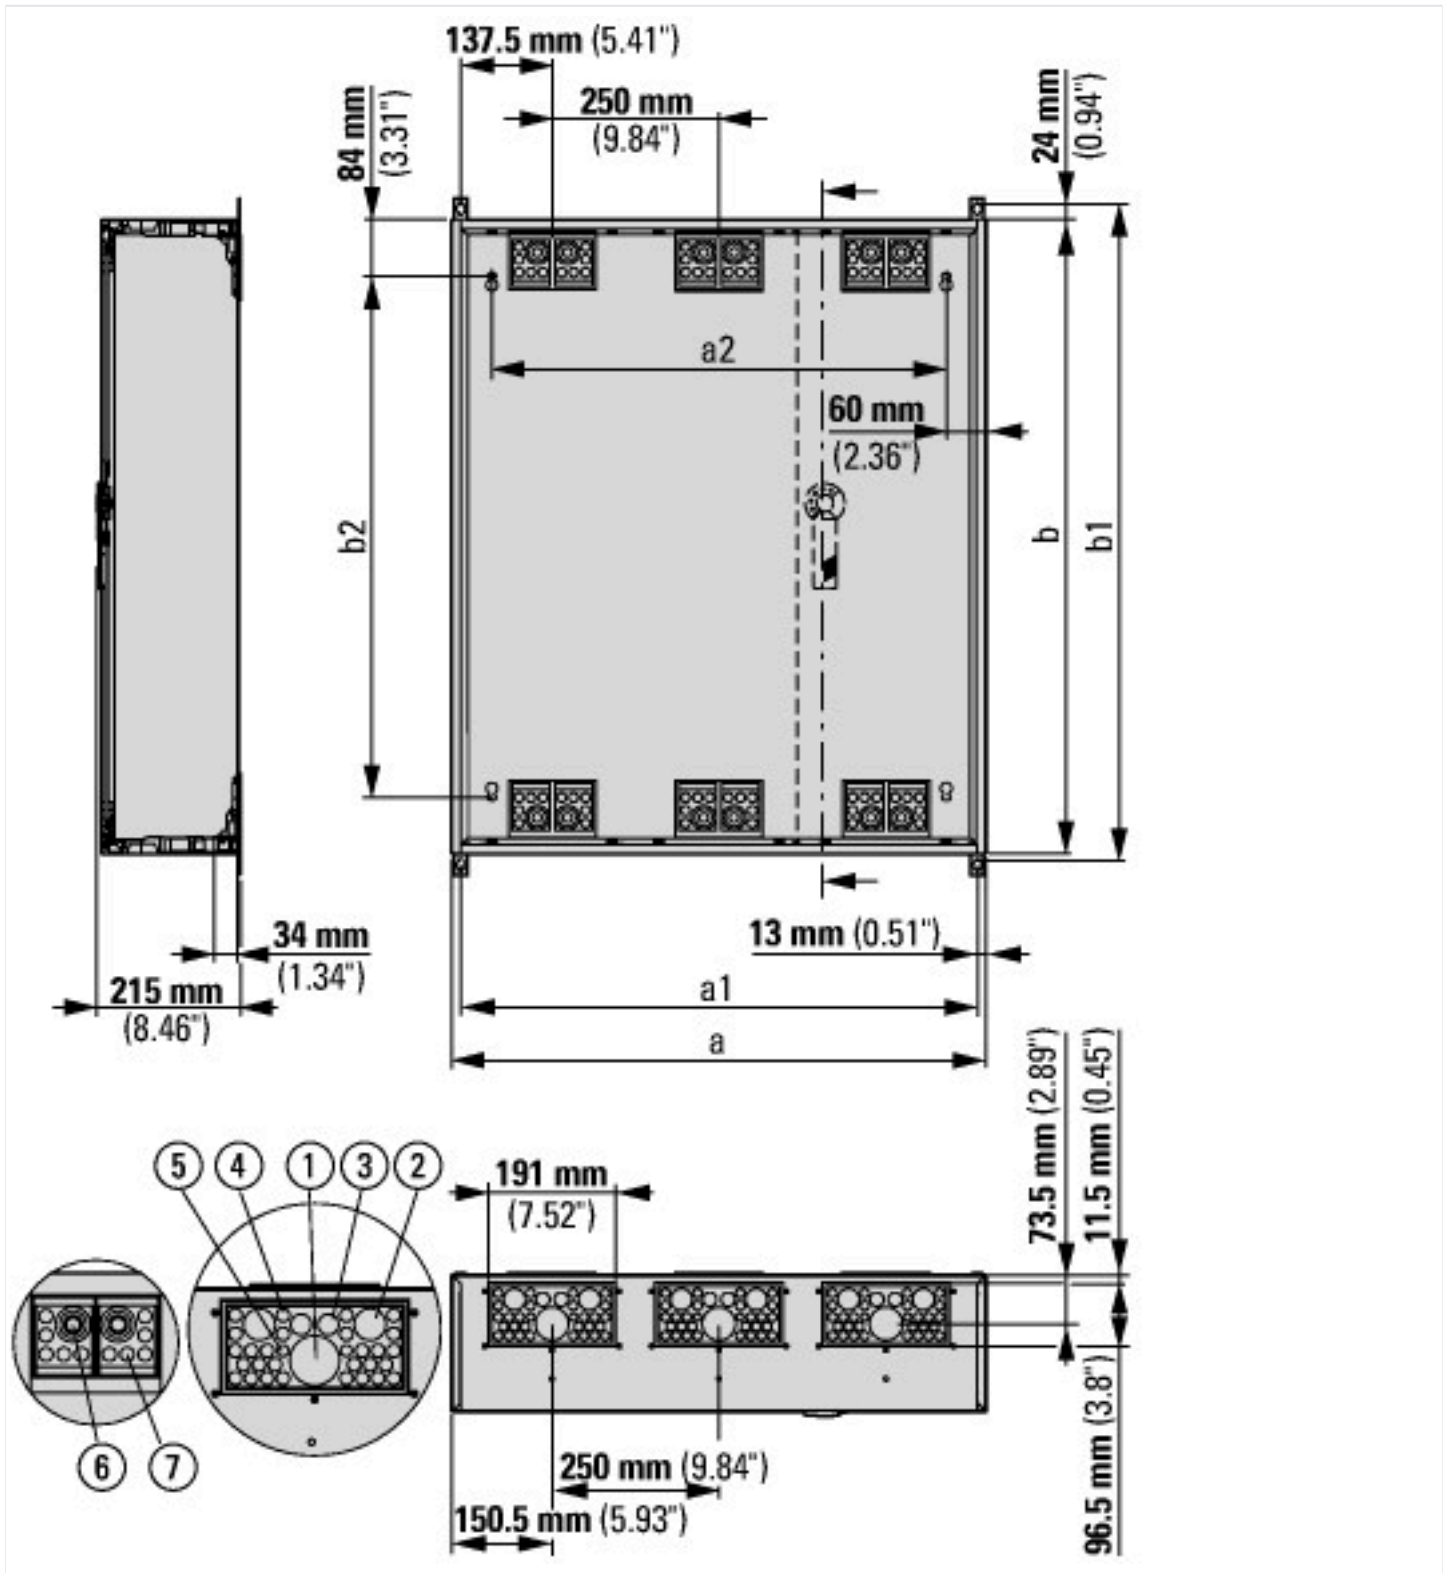 137.5 mm (5.41")
250 mm
(9.84")
84 mm
(3.31")
24 mm
(0.94")
a2
60 mm
(2.36")
b2
b
b1
13 mm (0.51")
34 mm
(1.34")
215 mm
(8.46")
a1
a
73.5 mm (2.89")
11.5 mm (0.45")
5
4
1
3
2
191 mm
(7.52")
6
7
250 mm (9.84")
150.5 mm (5.93")
96.5 mm (3.8")